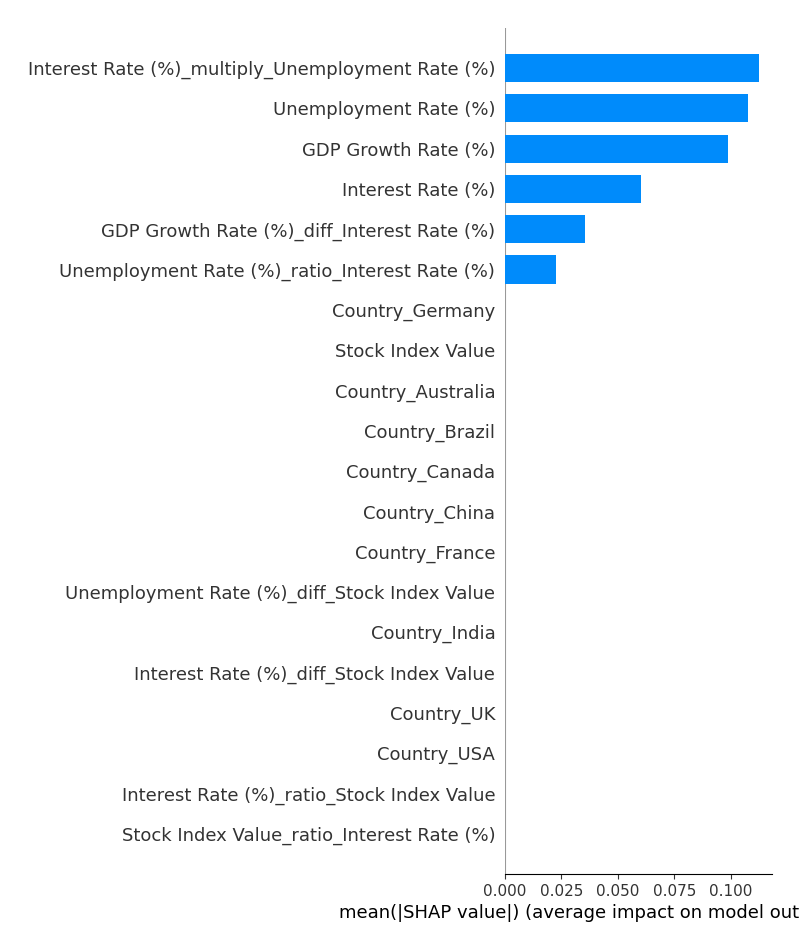 Interest Rate (%)_multiply_Unemployment Rate (%)
Unemployment Rate (%)
GDP Growth Rate (%)
Interest Rate (%)
GDP Growth Rate (%)_diff_Interest Rate (%)
Unemployment Rate (%)_ratio_Interest Rate (%)
Country_Germany
Stock Index Value
Country_Australia
Country_Brazil
Country_Canada
Country_China
Country_France
Unemployment Rate (%)_diff_Stock Index Value
Country_India
Interest Rate (%)_diff_Stock Index Value
Country_UK
Country_USA
Interest Rate (%)_ratio_Stock Index Value
Stock Index Value_ratio_Interest Rate (%)
0.000 0.025 0.050 0.075 0.100
mean(|SHAP value|) (average impact on model out